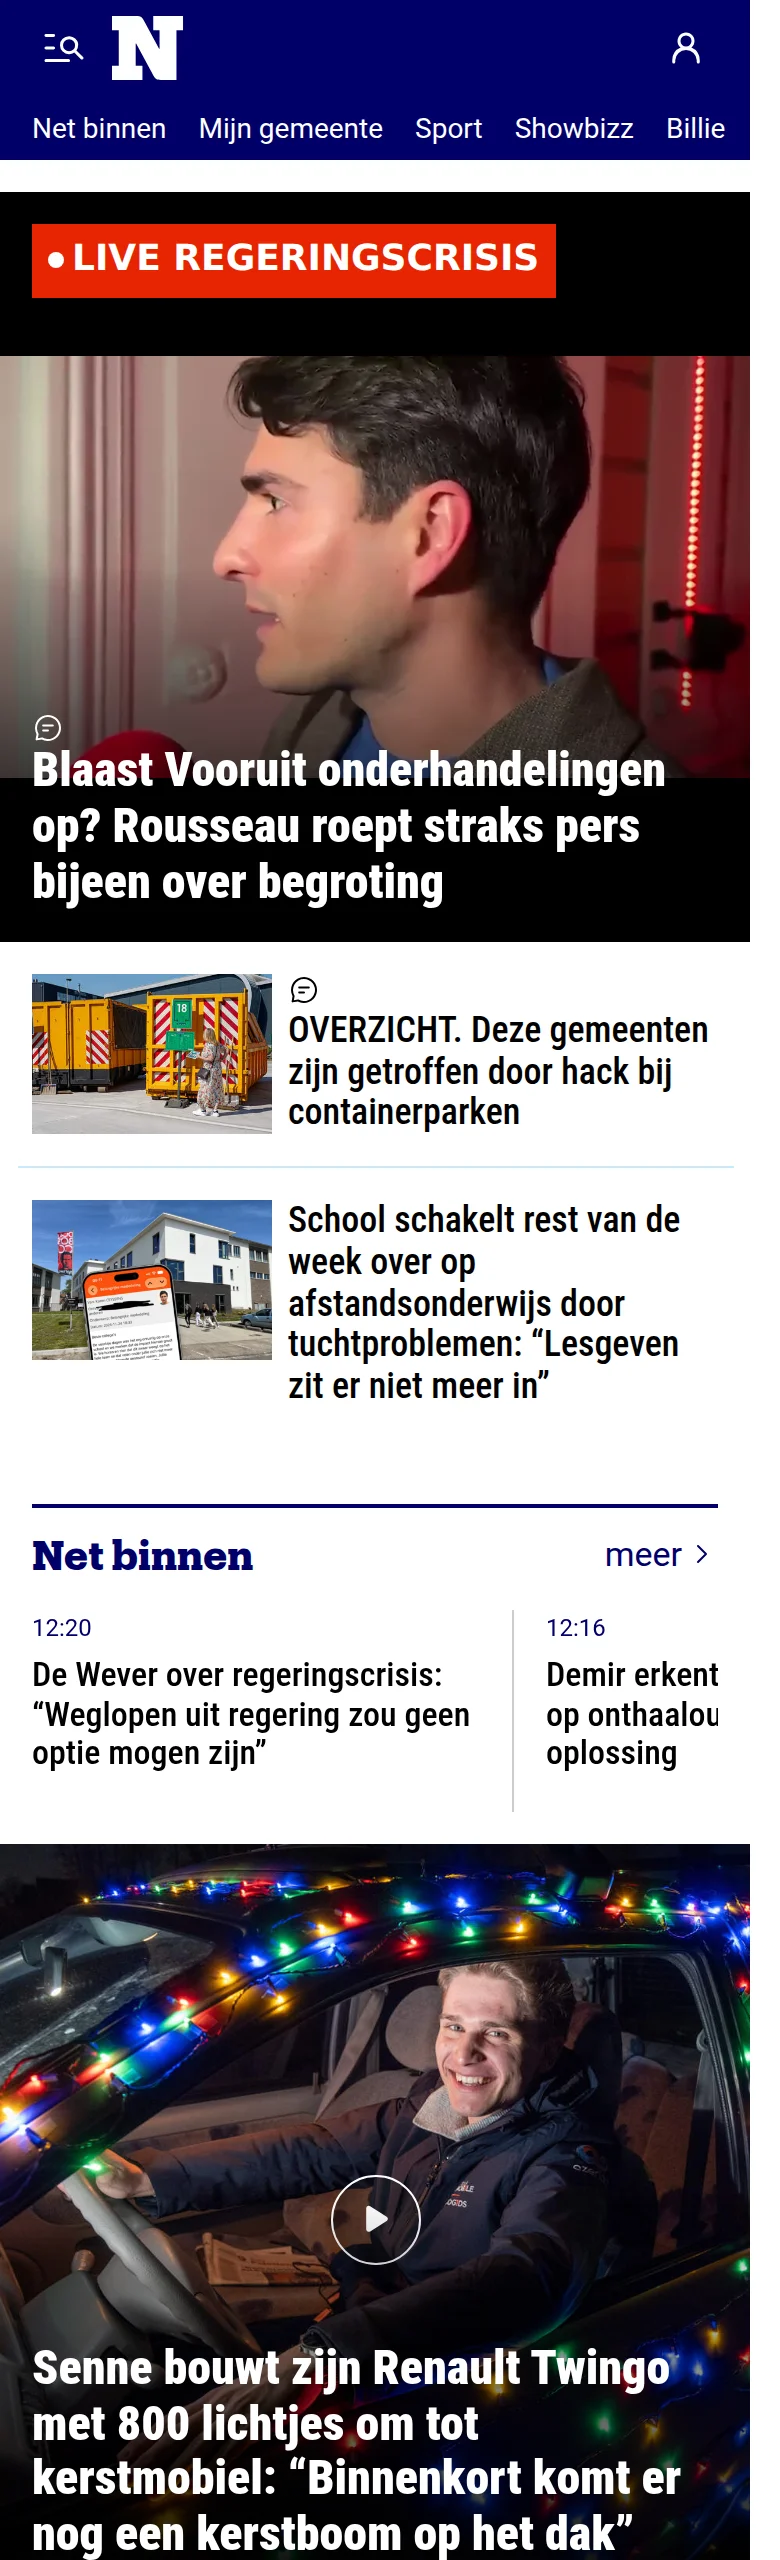 N
Net binnen Mijn gemeente Sport Showbizz Billie
LIVE REGERINGSCRISIS
Blaast Vooruit onderhandelingen
op? Rousseau roept straks pers
bijeen over begroting
18
OVERZICHT. Deze gemeenten
zijn getroffen door hack bij
containerparken
School schakelt rest van de
week over op
afstandsonderwijs door
tuchtproblemen: “Lesgeven
zit er niet meer in”
Net binnen
meer
12:20
De Wever over regeringscrisis:
“Weglopen uit regering zou geen
optie mogen zijn”
12:16
Demir erkent
op onthaalou
oplossing
Senne bouwt zijn Renault Twingo
met 800 lichtjes om tot
kerstmobiel: “Binnenkort komt er
nog een kerstboom op het dak”